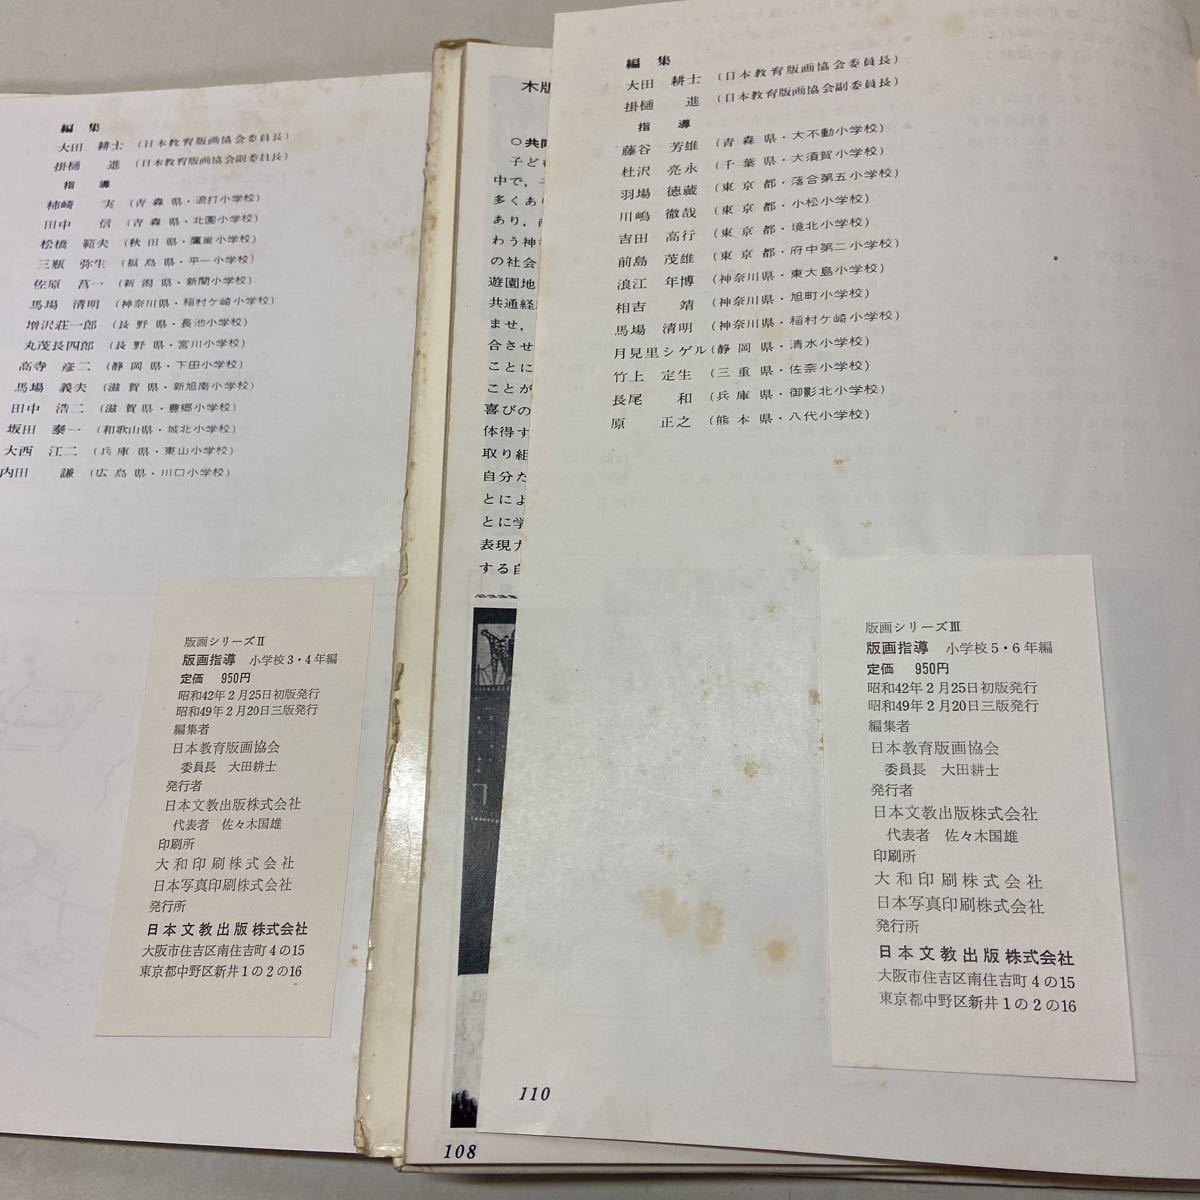 編集
大田 耕士 (日本教育版画協会委員長)
掛樋 進 (日本教育版画協会副委員長)
指導
柿崎 実 (青森県・浪打小学校)
田中 信 (青森県・北園小学校)
松橋 範夫 (秋田県・鷹巣小学校)
三瓶 弥生 (福島県・平一小学校)
佐原 菖一 (新潟県・新関小学校)
馬場 清明 (神奈川県・稲村ケ崎小学校)
増沢荘一郎 (長野県・長池小学校)
丸茂長四郎 (長野県・宮川小学校)
高寺 彦二 (静岡県・下田小学校)
馬場 義夫 (滋賀県・新旭南小学校)
田中 浩二 (滋賀県・豊郷小学校)
坂田 泰一 (和歌山県・城北小学校)
大西 江二 (兵庫県・東山小学校)
内田 謙 (広島県・川口小学校)
版画シリーズⅡ
版画指導 小学校3・4年編
定価 950円
昭和42年2月25日初版発行
昭和49年2月20日三版発行
編集者
日本教育版画協会
委員長 大田耕士
発行者
日本文教出版株式会社
代表者 佐々木国雄
印刷所
大和印刷株式会社
日本写真印刷株式会社
発行所
日本文教出版株式会社
大阪市住吉区南住吉町4の15
東京都中野区新井1の2の16
木版
○共同
子ども
中で,
多くあ
あり,
わう神
の社会
遊園地
共通経
ませ,
合させ
ことに
ことが
喜びの
体得す
取り組
自分た
とによ
とに学
表現力
する自
108
編集
大田 耕士 (日本教育版画協会委員長)
掛樋 進 (日本教育版画協会副委員長)
指導
藤谷 芳雄 (青森県・大不動小学校)
杜沢 亮永 (千葉県・大須賀小学校)
羽場 徳蔵 (東京都・落合第五小学校)
川嶋 徹哉 (東京都・小松小学校)
吉田 高行 (東京都・境北小学校)
前島 茂雄 (東京都・府中第二小学校)
浪江 年博 (神奈川県・東大島小学校)
相吉 靖 (神奈川県・旭町小学校)
馬場 清明 (神奈川県・稲村ケ崎小学校)
月見里シゲル (静岡県・清水小学校)
竹上 定生 (三重県・佐奈小学校)
長尾 和 (兵庫県・御影北小学校)
原 正之 (熊本県・八代小学校)
版画シリーズⅢ
版画指導 小学校5・6年編
定価 950円
昭和42年2月25日初版発行
昭和49年2月20日三版発行
編集者
日本教育版画協会
委員長 大田耕士
発行者
日本文教出版株式会社
代表者 佐々木国雄
印刷所
大和印刷株式会社
日本写真印刷株式会社
発行所
日本文教出版株式会社
大阪市住吉区南住吉町4の15
東京都中野区新井1の2の16
110